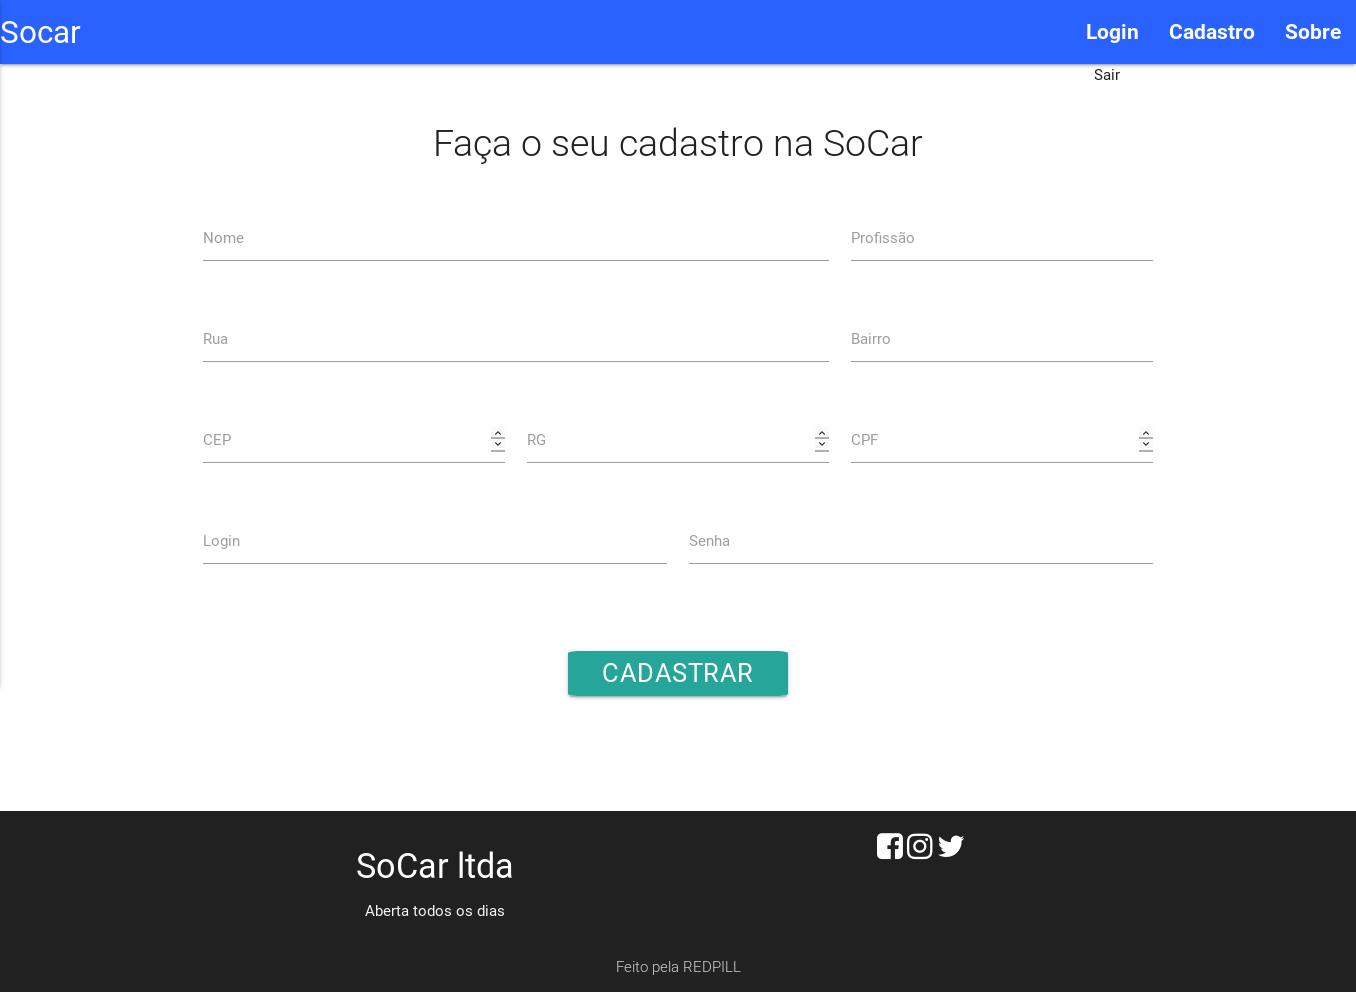 Socar Login Cadastro Sobre
Sair
Faça o seu cadastro na SoCar
Nome Profissão
Rua Bairro
CEP RG CPF
Login Senha
CADASTRAR
SoCar ltda
Aberta todos os dias
Feito pela REDPILL